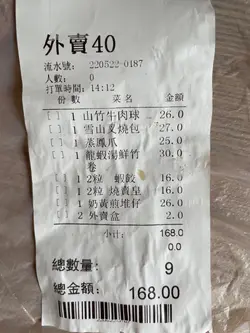 外賣40
流水號: 220522-0187
人數: 0
打單時間: 14:12
份數 菜名 金額
[ ] 1 山竹牛肉球 26.0
[ ] 1 雪山叉燒包 27.0
[ ] 1 蒸鳳爪 25.0
[ ] 1 龍蝦湯鮮竹卷 30.0
[ ] 1 2粒 蝦餃 16.0
[ ] 1 2粒 燒賣皇 16.0
[ ] 1 奶黃煎堆仔 26.0
[ ] 2 外賣盒 2.0
小計: 168.0
0.0
總數量: 9
總金額: 168.00